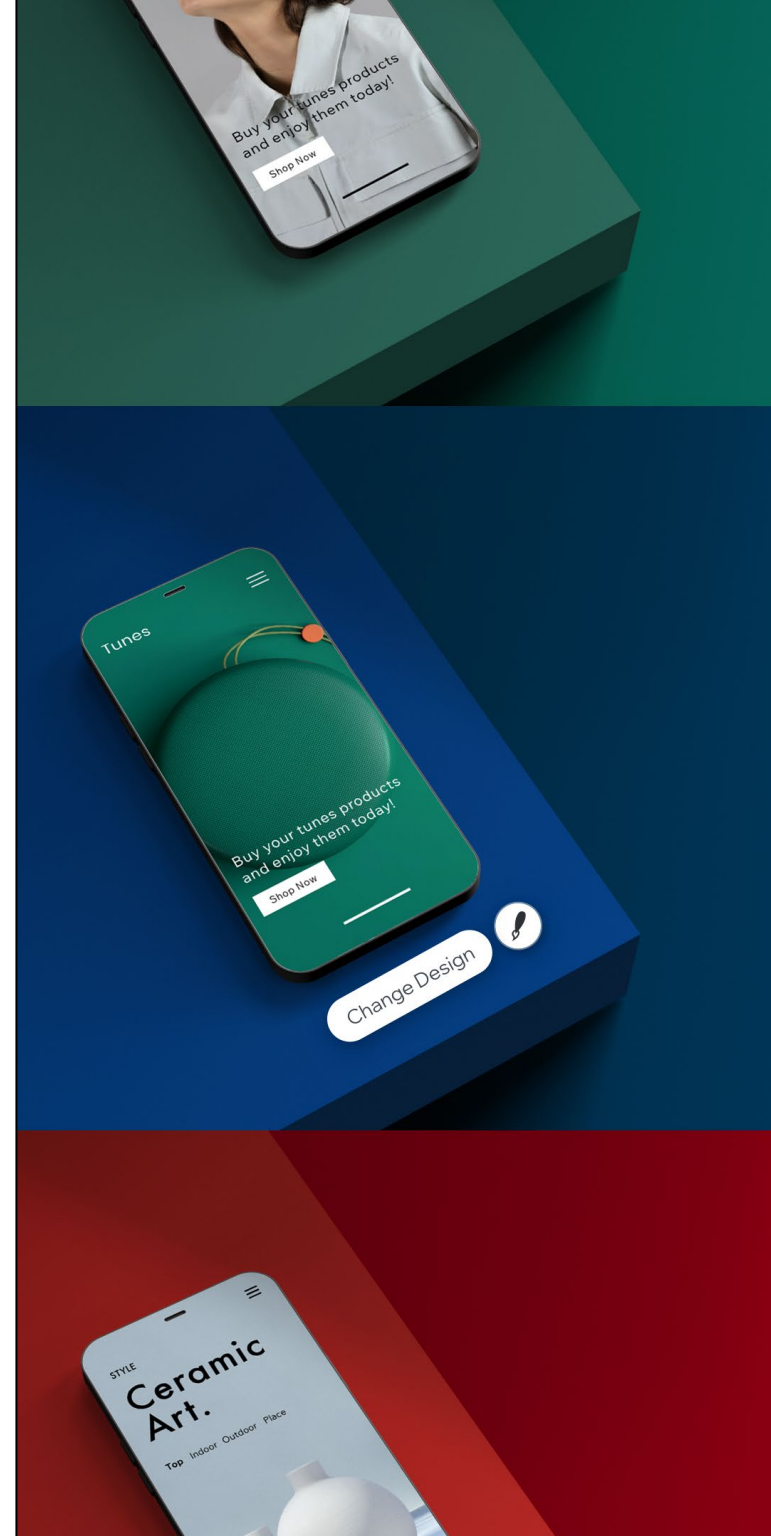 Buy your tunes products
and enjoy them today!
Shop Now
Tunes
Buy your tunes products
and enjoy them today!
Shop Now
Change Design
STYLE
Ceramic
Art.
Top Indoor Outdoor Place